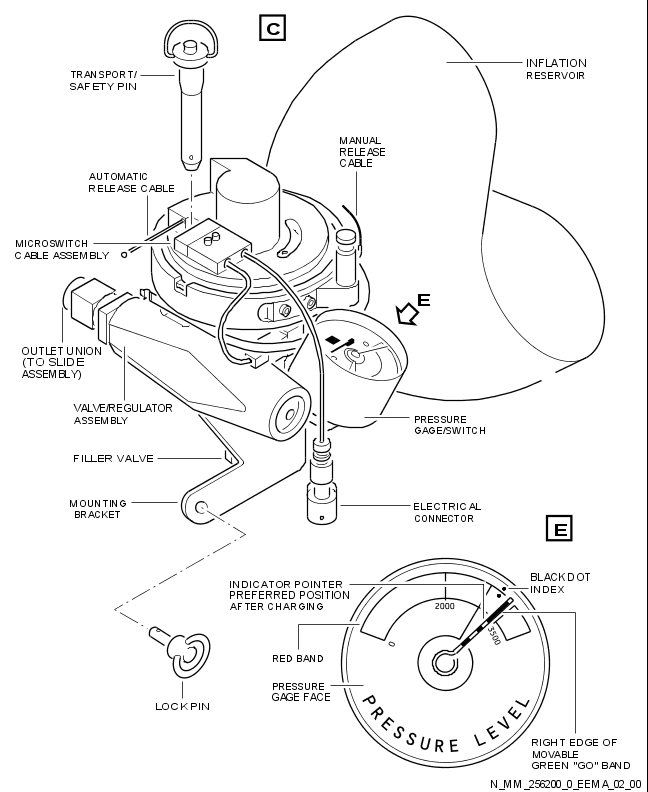 C
TRANSPORT/
SAFETY PIN
INFLATION
RESERVOIR
MANUAL
RELEASE
CABLE
AUTOMATIC
RELEASE CABLE
MICROSWITCH
CABLE ASSEMBLY
E
OUTLET UNION
(TO SLIDE
ASSEMBLY)
VALVE/REGULATOR
ASSEMBLY
PRESSURE
GAGE/SWITCH
FILLER VALVE
MOUNTING
BRACKET
ELECTRICAL
CONNECTOR
E
INDICATOR POINTER
PREFERRED POSITION
AFTER CHARGING
BLACK DOT
INDEX
2000
3500
0
RED BAND
PRESSURE
GAGE FACE
PRESSURE LEVEL
LOCK PIN
RIGHT EDGE OF
MOVABLE
GREEN "GO" BAND
N_MM_256200_0_EEMA_02_00